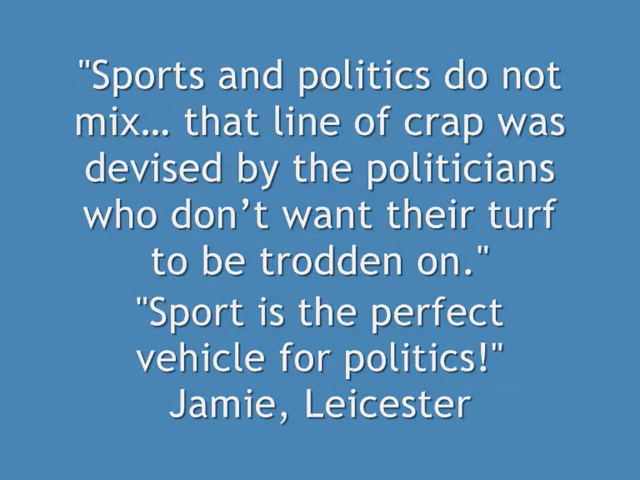 "Sports and politics do not
mix… that line of crap was
devised by the politicians
who don’t want their turf
to be trodden on."
"Sport is the perfect
vehicle for politics!"
Jamie, Leicester